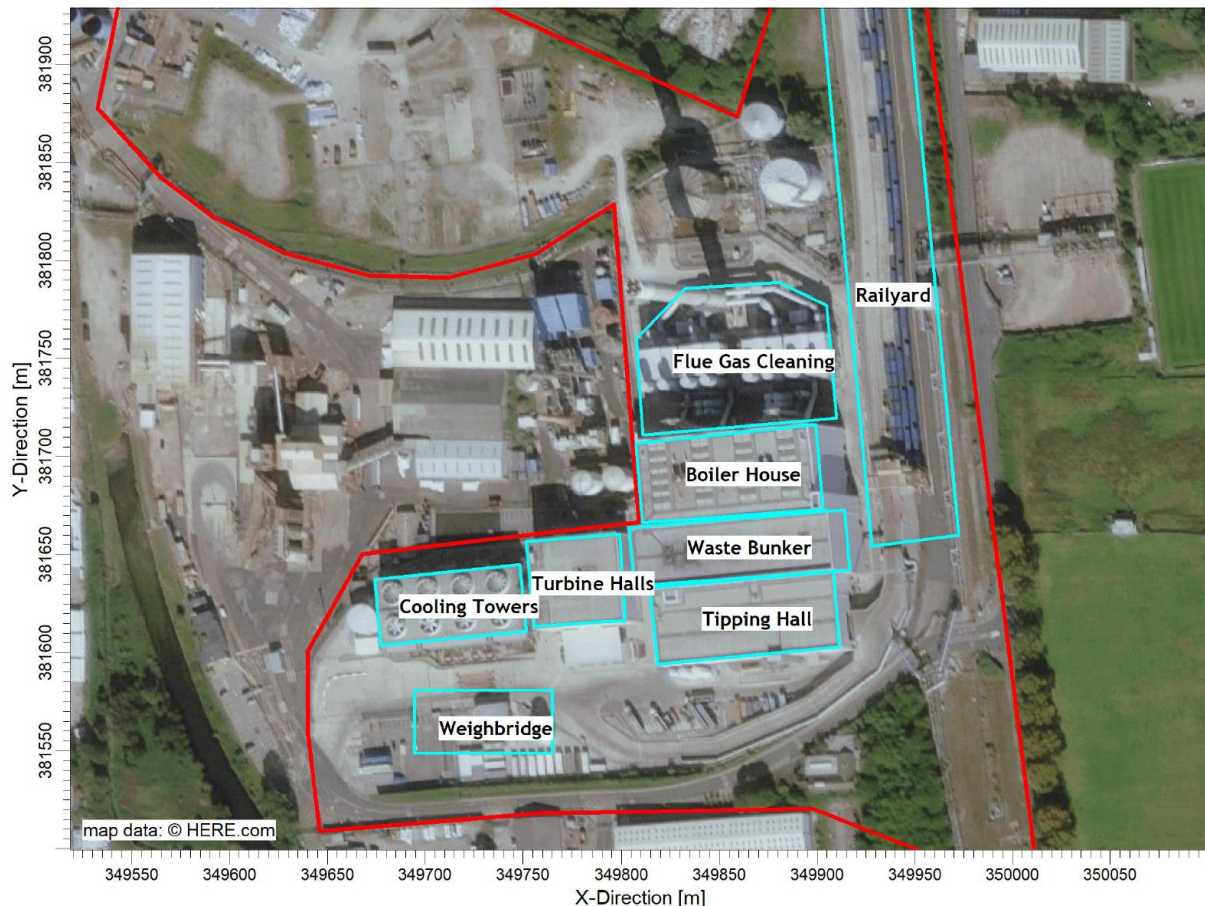 381900
381850
381800
381750
381700
381650
381600
381550
Y-Direction [m]
Railyard
Flue Gas Cleaning
Boiler House
Waste Bunker
Turbine Halls
Cooling Towers
Tipping Hall
Weighbridge
map data: © HERE.com
349550 349600 349650 349700 349750 349800 349850 349900 349950 350000 350050
X-Direction [m]